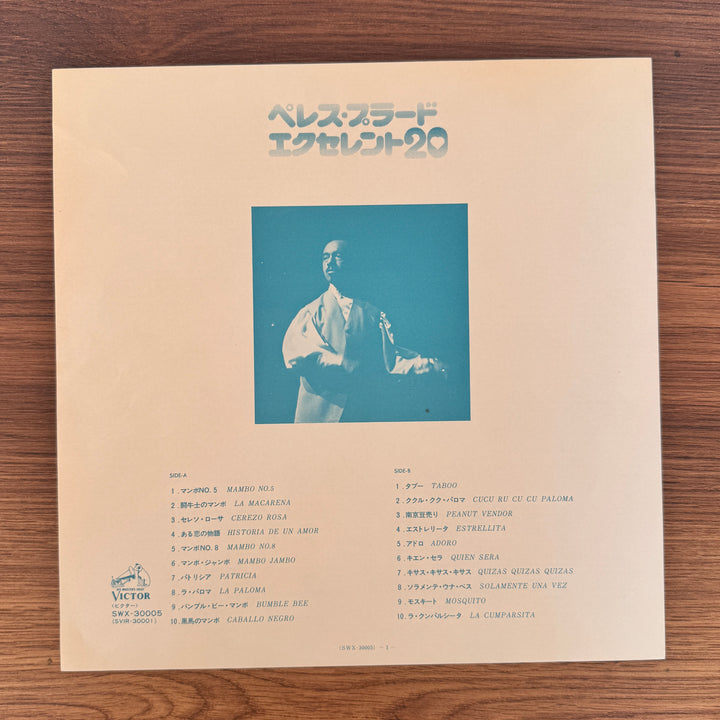 ペレス・プラード
エクセレント20
SIDE-A
1. マンボNO. 5 MAMBO NO.5
2. 闘牛士のマンボ LA MACARENA
3. セレソ・ローサ CEREZO ROSA
4. ある恋の物語 HISTORIA DE UN AMOR
5. マンボNO. 8 MAMBO NO.8
6. マンボ・ジャンボ MAMBO JAMBO
7. パトリシア PATRICIA
8. ラ・パロマ LA PALOMA
9. バンブル・ビー・マンボ BUMBLE BEE
10. 黒馬のマンボ CABALLO NEGRO
SIDE-B
1. タブー TABOO
2. ククル・クク・パロマ CUCU RU CU CU PALOMA
3. 南京豆売り PEANUT VENDOR
4. エストレリータ ESTRELLITA
5. アドロ ADORO
6. キエン・セラ QUIEN SERA
7. キサス・キサス・キサス QUIZAS QUIZAS QUIZAS
8. ソラメンテ・ウナ・ベス SOLAMENTE UNA VEZ
9. モスキート MOSQUITO
10. ラ・クンパルシータ LA CUMPARSITA
"HIS MASTER'S VOICE"
VICTOR
(ビクター)
SWX-30005
(SVIR-30001)
(SWX-30005) - 1 -